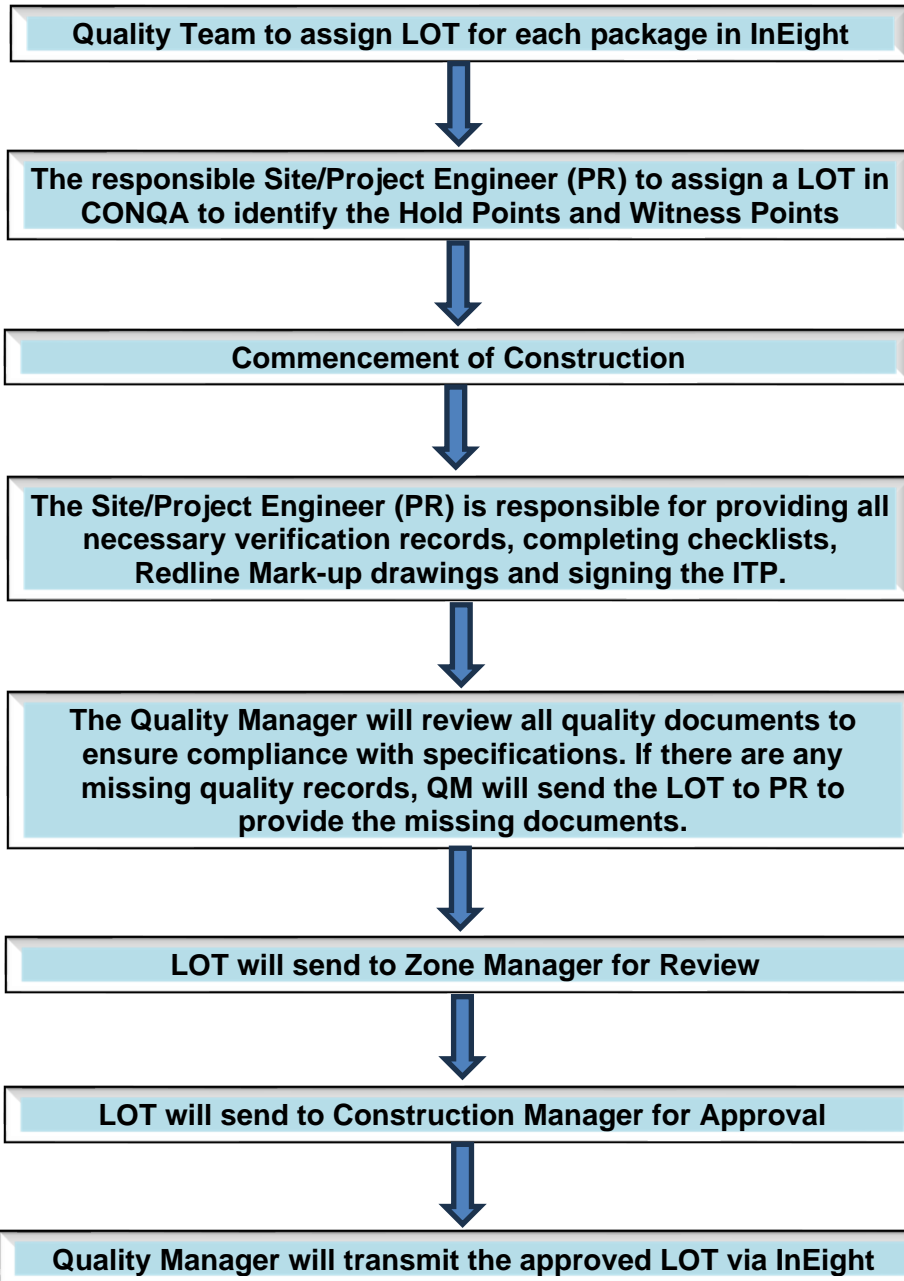 Quality Team to assign LOT for each package in InEight
The responsible Site/Project Engineer (PR) to assign a LOT in
CONQA to identify the Hold Points and Witness Points
Commencement of Construction
The Site/Project Engineer (PR) is responsible for providing all
necessary verification records, completing checklists,
Redline Mark-up drawings and signing the ITP.
The Quality Manager will review all quality documents to
ensure compliance with specifications. If there are any
missing quality records, QM will send the LOT to PR to
provide the missing documents.
LOT will send to Zone Manager for Review
LOT will send to Construction Manager for Approval
Quality Manager will transmit the approved LOT via InEight